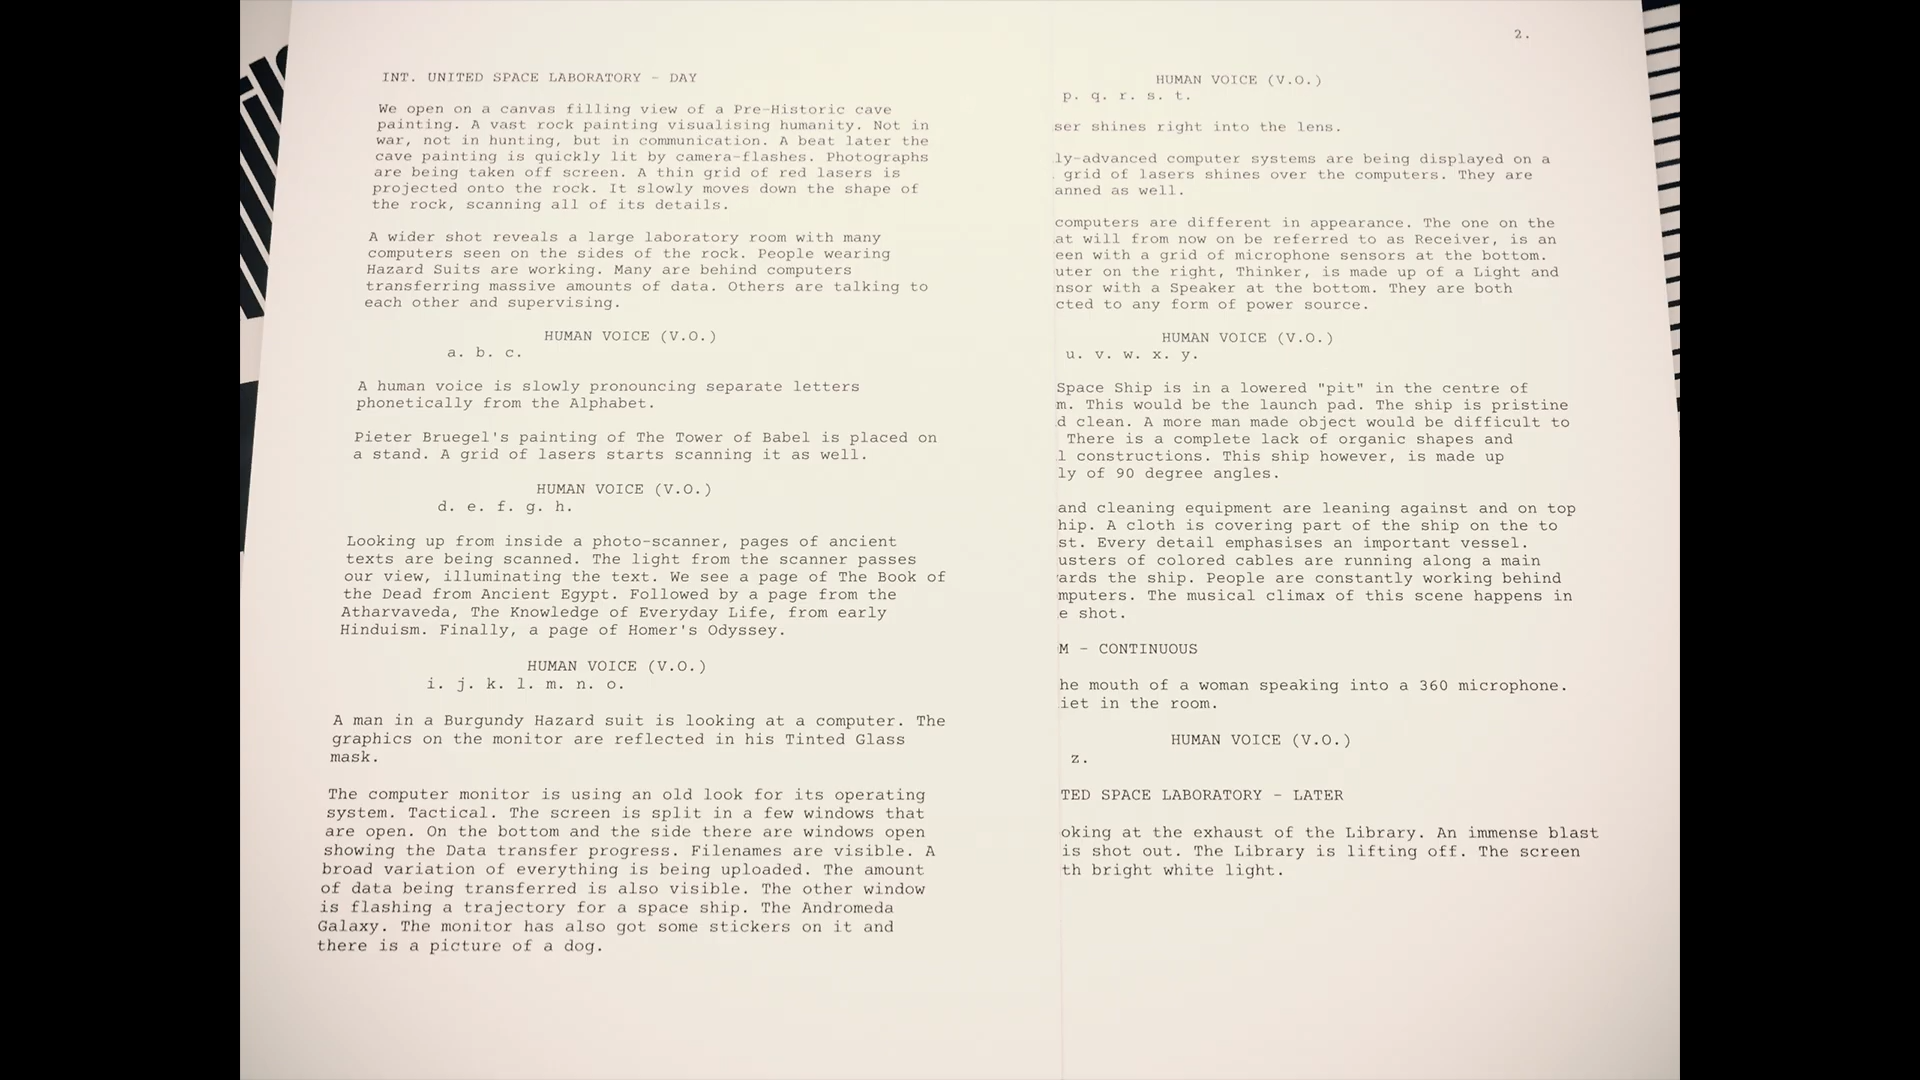 INT. UNITED SPACE LABORATORY - DAY
We open on a canvas filling view of a Pre-Historic cave
painting. A vast rock painting visualising humanity. Not in
war, not in hunting, but in communication. A beat later the
cave painting is quickly lit by camera-flashes. Photographs
are being taken off screen. A thin grid of red lasers is
projected onto the rock. It slowly moves down the shape of
the rock, scanning all of its details.
A wider shot reveals a large laboratory room with many
computers seen on the sides of the rock. People wearing
Hazard Suits are working. Many are behind computers
transferring massive amounts of data. Others are talking to
each other and supervising.
HUMAN VOICE (V.O.)
a. b. c.
A human voice is slowly pronouncing separate letters
phonetically from the Alphabet.
Pieter Bruegel's painting of The Tower of Babel is placed on
a stand. A grid of lasers starts scanning it as well.
HUMAN VOICE (V.O.)
d. e. f. g. h.
Looking up from inside a photo-scanner, pages of ancient
texts are being scanned. The light from the scanner passes
our view, illuminating the text. We see a page of The Book of
the Dead from Ancient Egypt. Followed by a page from the
Atharvaveda, The Knowledge of Everyday Life, from early
Hinduism. Finally, a page of Homer's Odyssey.
HUMAN VOICE (V.O.)
i. j. k. l. m. n. o.
A man in a Burgundy Hazard suit is looking at a computer. The
graphics on the monitor are reflected in his Tinted Glass
mask.
The computer monitor is using an old look for its operating
system. Tactical. The screen is split in a few windows that
are open. On the bottom and the side there are windows open
showing the Data transfer progress. Filenames are visible. A
broad variation of everything is being uploaded. The amount
of data being transferred is also visible. The other window
is flashing a trajectory for a space ship. The Andromeda
Galaxy. The monitor has also got some stickers on it and
there is a picture of a dog.
2.
HUMAN VOICE (V.O.)
p. q. r. s. t.
ser shines right into the lens.
ly-advanced computer systems are being displayed on a
grid of lasers shines over the computers. They are
anned as well.
computers are different in appearance. The one on the
at will from now on be referred to as Receiver, is an
een with a grid of microphone sensors at the bottom.
uter on the right, Thinker, is made up of a Light and
nsor with a Speaker at the bottom. They are both
cted to any form of power source.
HUMAN VOICE (V.O.)
u. v. w. x. y.
Space Ship is in a lowered "pit" in the centre of
m. This would be the launch pad. The ship is pristine
d clean. A more man made object would be difficult to
There is a complete lack of organic shapes and
l constructions. This ship however, is made up
ly of 90 degree angles.
and cleaning equipment are leaning against and on top
hip. A cloth is covering part of the ship on the to
st. Every detail emphasises an important vessel.
usters of colored cables are running along a main
ards the ship. People are constantly working behind
mputers. The musical climax of this scene happens in
e shot.
M - CONTINUOUS
he mouth of a woman speaking into a 360 microphone.
iet in the room.
HUMAN VOICE (V.O.)
z.
TED SPACE LABORATORY - LATER
oking at the exhaust of the Library. An immense blast
is shot out. The Library is lifting off. The screen
th bright white light.